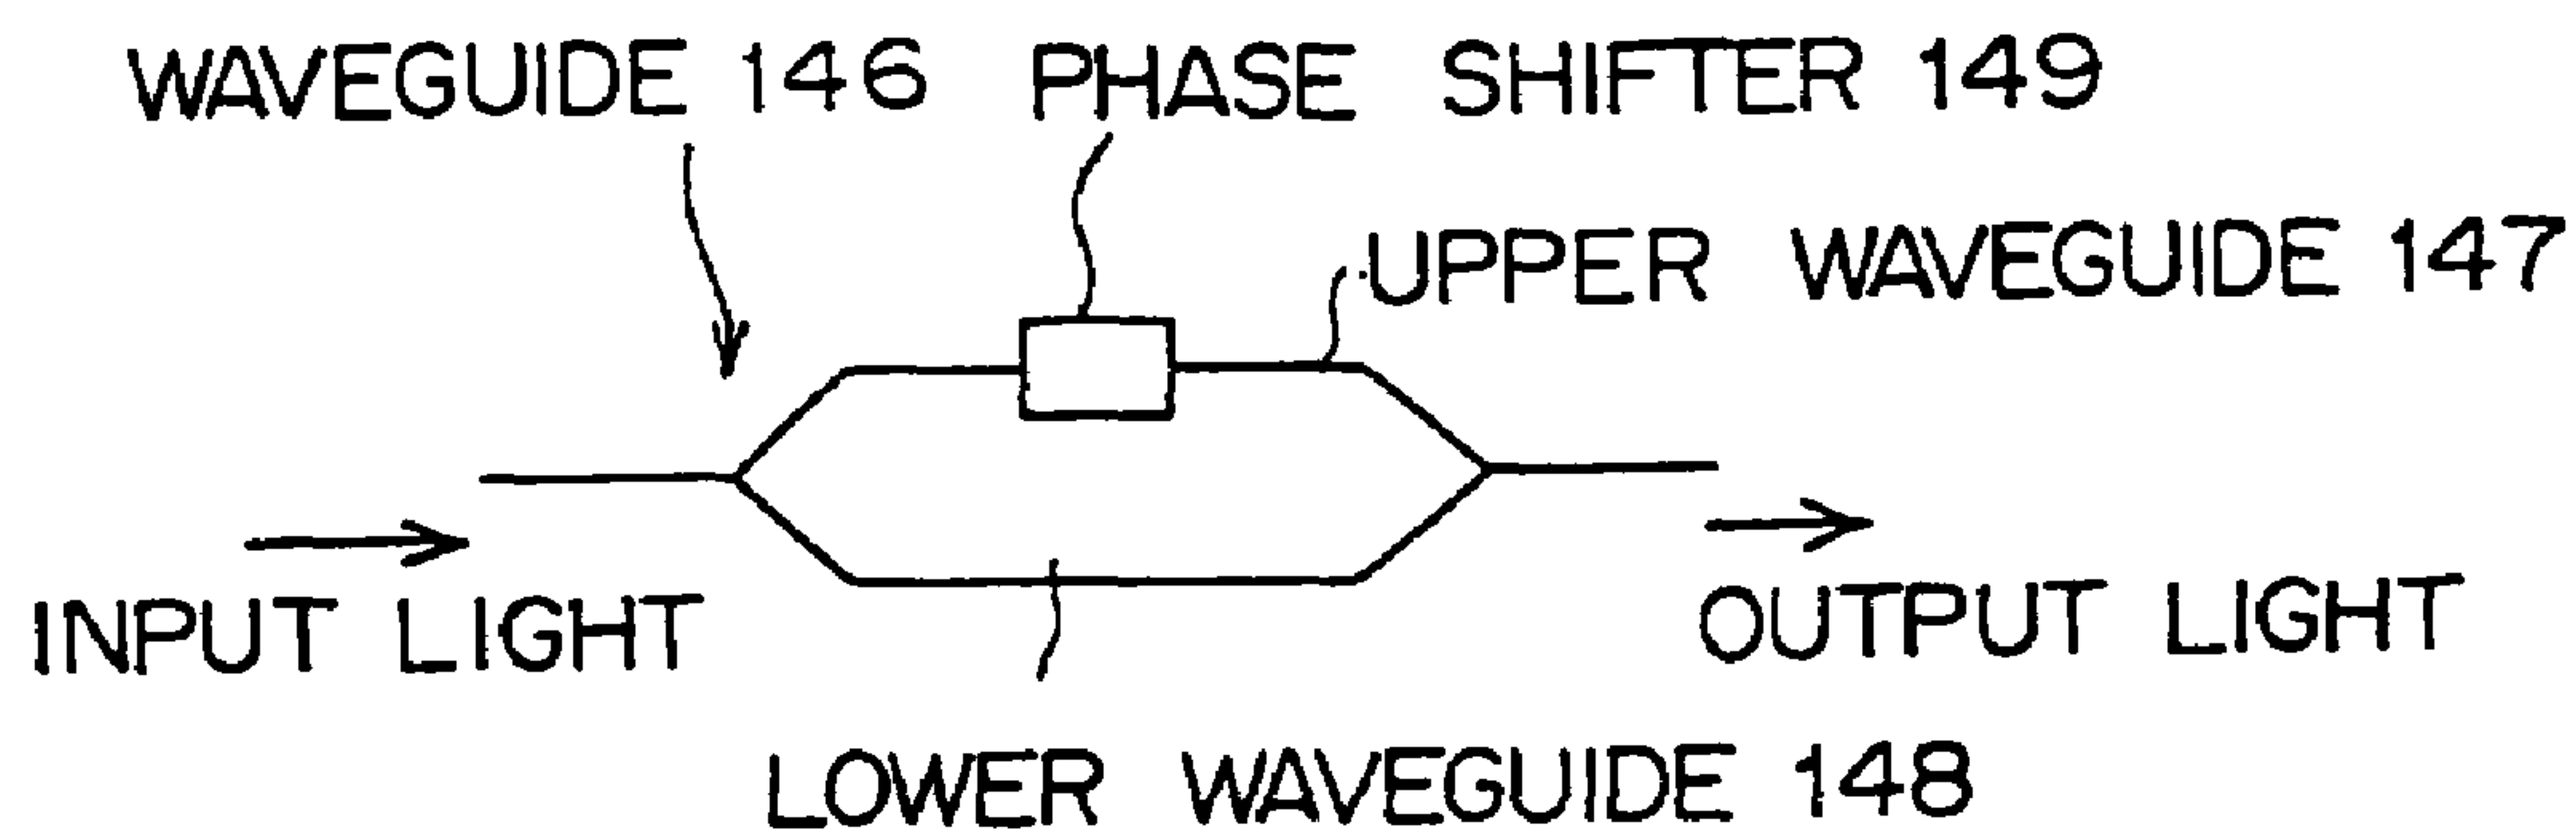 WAVEGUIDE 146
PHASE SHIFTER 149
UPPER WAVEGUIDE 147
INPUT LIGHT
OUTPUT LIGHT
LOWER WAVEGUIDE 148